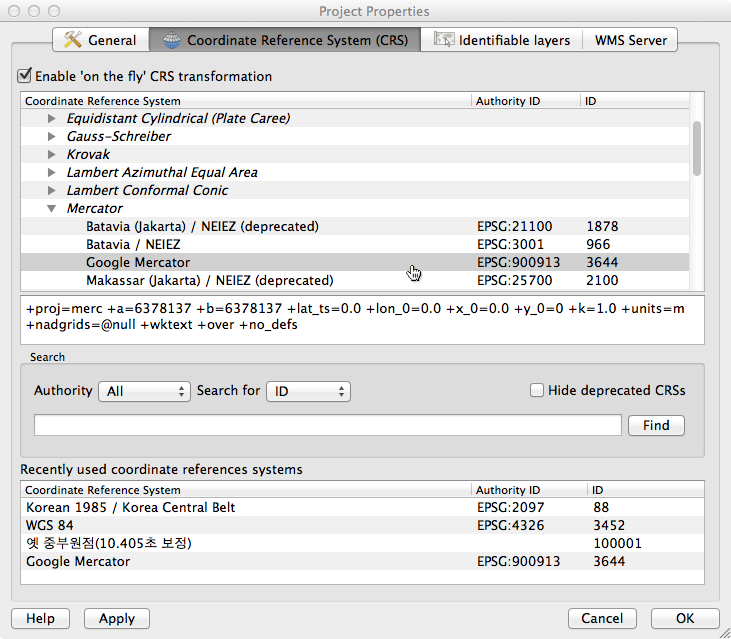 Project Properties
General
Coordinate Reference System (CRS)
Identifiable layers
WMS Server
Enable 'on the fly' CRS transformation
Coordinate Reference System Authority ID ID
Equidistant Cylindrical (Plate Caree)
Gauss-Schreiber
Krovak
Lambert Azimuthal Equal Area
Lambert Conformal Conic
Mercator
Batavia (Jakarta) / NEIEZ (deprecated) EPSG:21100 1878
Batavia / NEIEZ EPSG:3001 966
Google Mercator EPSG:900913 3644
Makassar (Jakarta) / NEIEZ (deprecated) EPSG:25700 2100
+proj=merc +a=6378137 +b=6378137 +lat_ts=0.0 +lon_0=0.0 +x_0=0.0 +y_0=0 +k=1.0 +units=m
+nadgrids=@null +wktext +over +no_defs
Search
Authority All Search for ID Hide deprecated CRSs
Find
Recently used coordinate references systems
Coordinate Reference System Authority ID ID
Korean 1985 / Korea Central Belt EPSG:2097 88
WGS 84 EPSG:4326 3452
옛 중부원점(10.405초 보정) 100001
Google Mercator EPSG:900913 3644
Help Apply Cancel OK